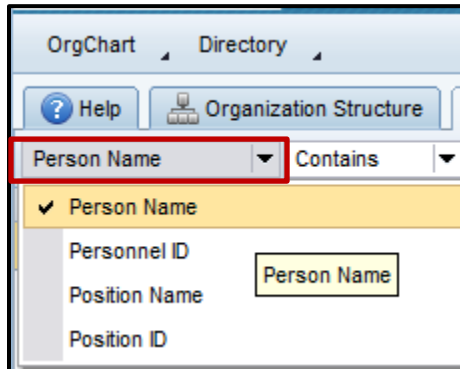 OrgChart Directory
Help Organization Structure
Person Name Contains
Person Name
Personnel ID
Person Name
Position Name
Position ID